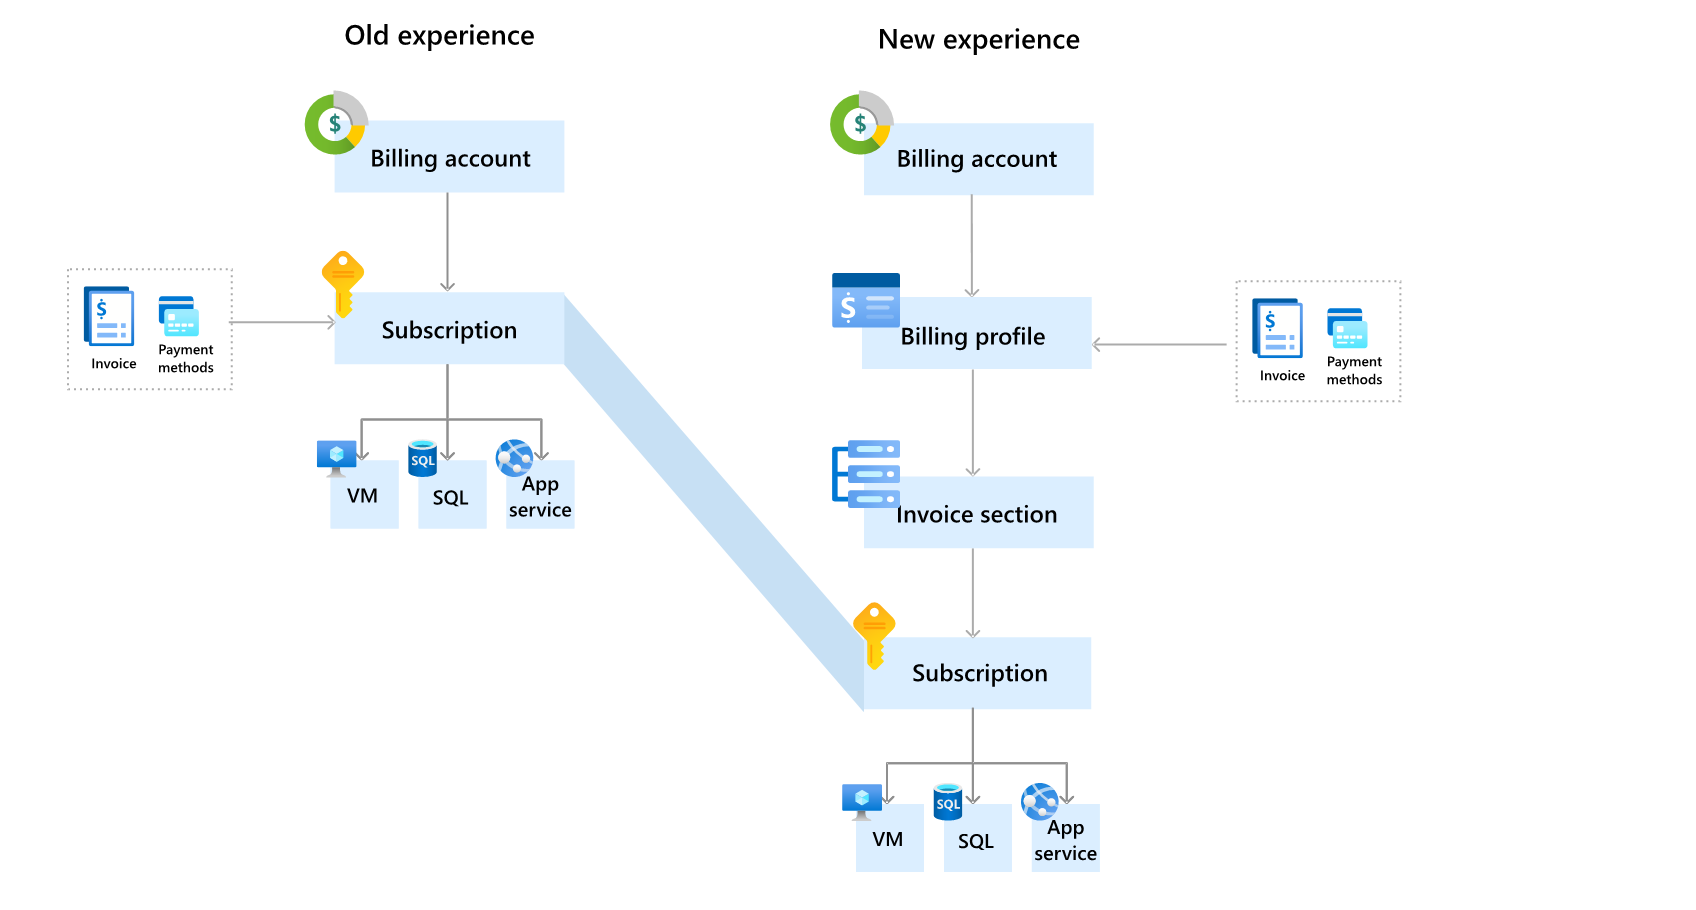 Old experience
$
Billing account
$
Invoice
Payment
methods
Subscription
VM
SQL
SQL
App
service
New experience
$
Billing account
$
Billing profile
$
Invoice
Payment
methods
Invoice section
Subscription
VM
SQL
SQL
App
service